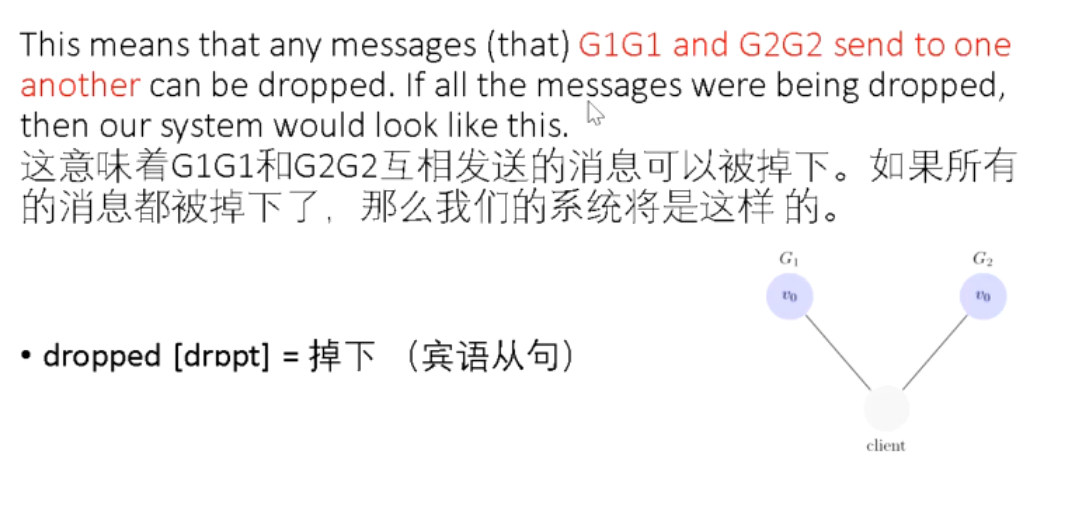 This means that any messages (that) G1G1 and G2G2 send to one
another can be dropped. If all the messages were being dropped,
then our system would look like this.
这意味着G1G1和G2G2互相发送的消息可以被掉下。如果所有
的消息都被掉下了，那么我们的系统将是这样 的。
G₁
G₂
v₀
v₀
• dropped [drɒpt] = 掉下 （宾语从句）
client